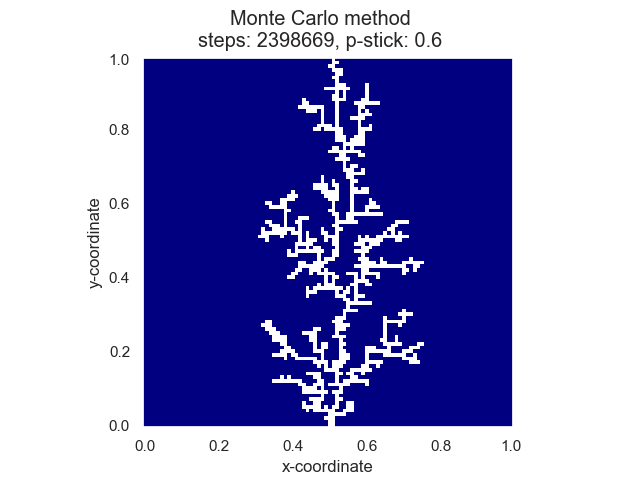 Monte Carlo method
steps: 2398669, p-stick: 0.6
1.0
0.8
0.6
0.4
0.2
0.0
y-coordinate
0.0 0.2 0.4 0.6 0.8 1.0
x-coordinate